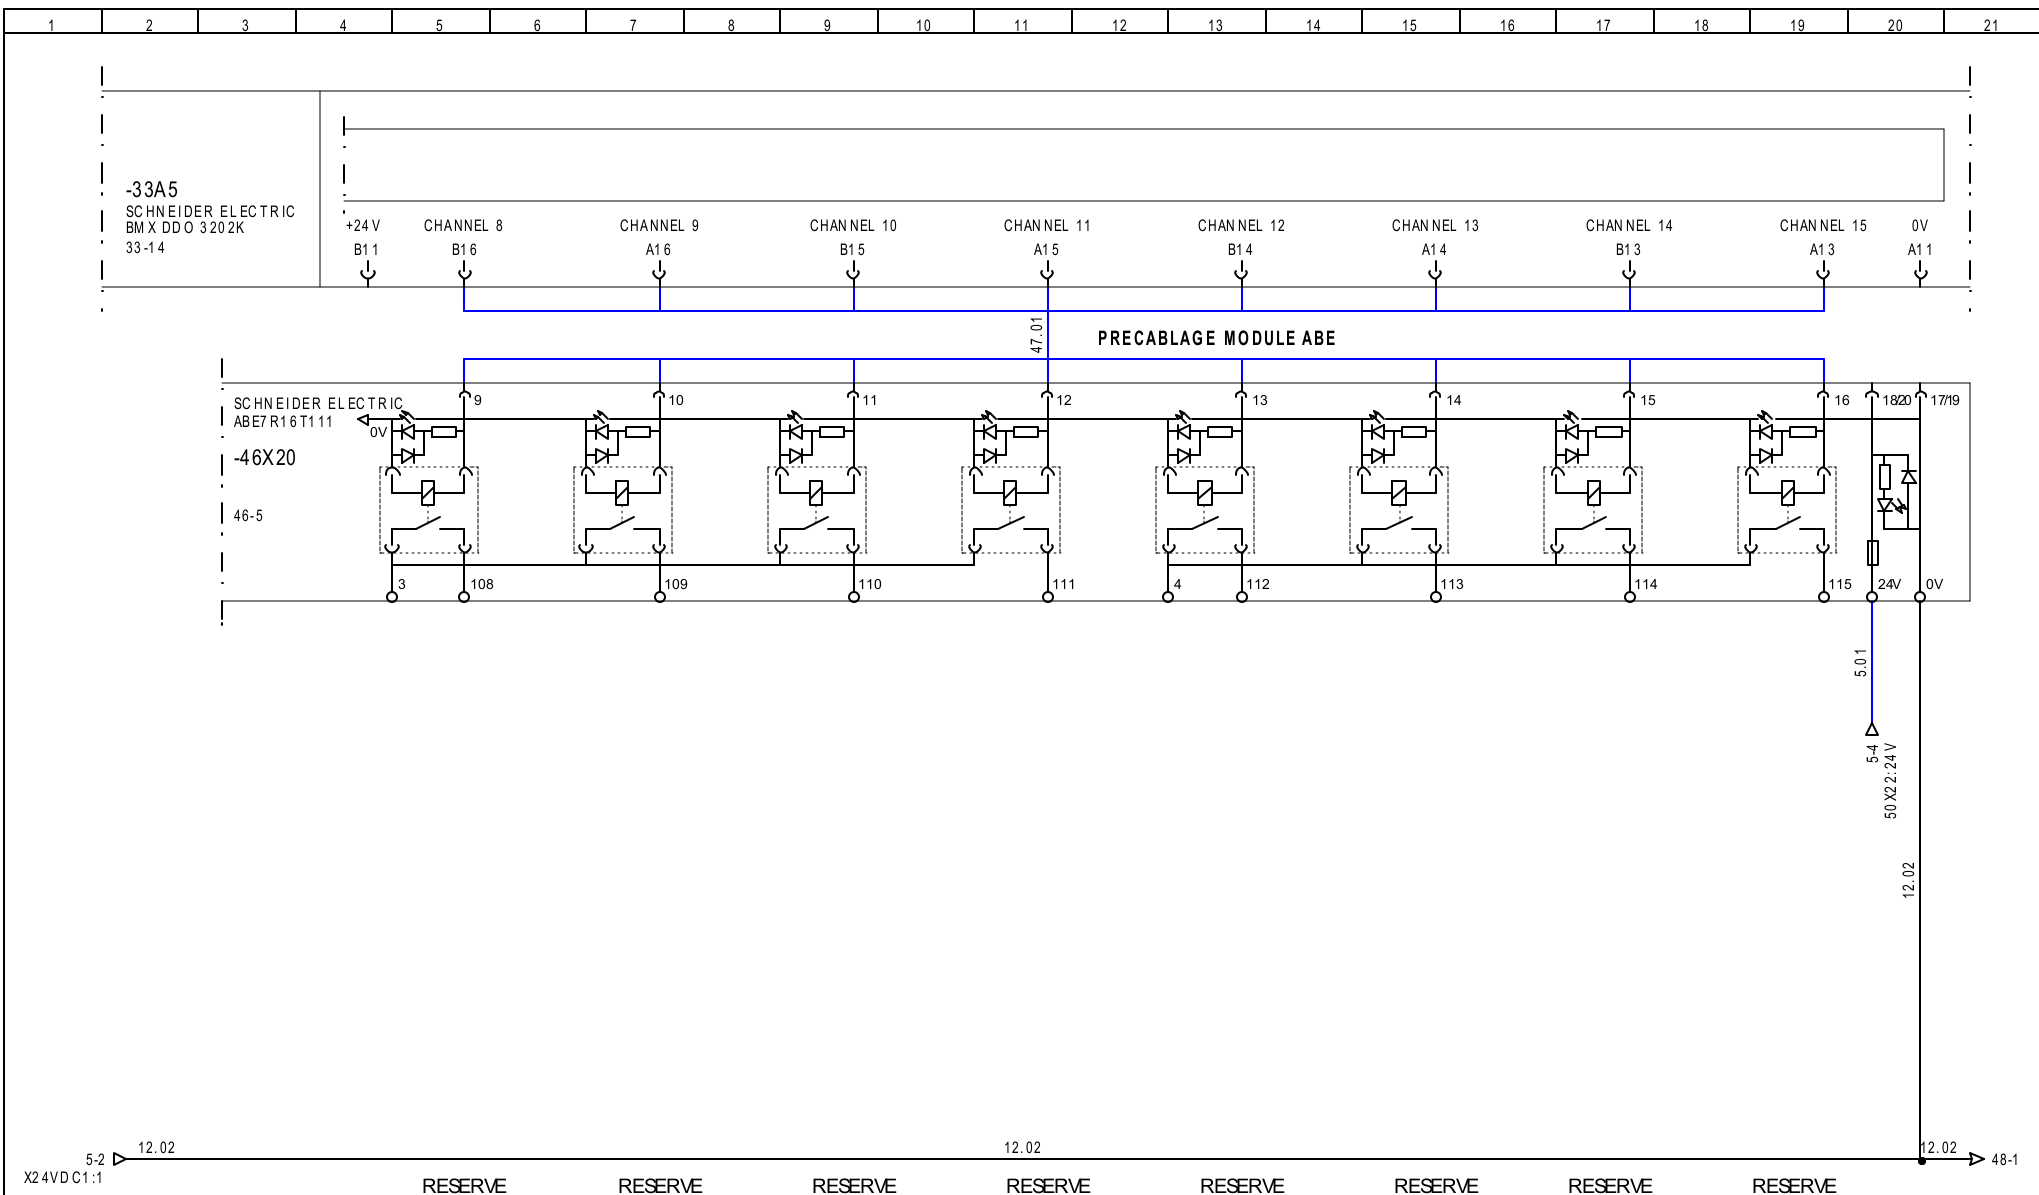 1 2 3 4 5 6 7 8 9 10 11 12 13 14 15 16 17 18 19 20 21
-33A5
SCHNEIDER ELECTRIC
BMX DDO 3202K
33-14
+24V CHANNEL 8 CHANNEL 9 CHANNEL 10 CHANNEL 11 CHANNEL 12 CHANNEL 13 CHANNEL 14 CHANNEL 15 0V
B11 B16 A16 B15 A15 B14 A14 B13 A13 A11
47.01
PRECABLAGE MODULE ABE
SCHNEIDER ELECTRIC
ABE7R16T111
0V
-46X20
46-5
9 10 11 12 13 14 15 16 18/20 17/19
3 108 109 110 111 4 112 113 114 115 24V 0V
5.01
5-4
50X22:24V
12.02
5-2 12.02 12.02 12.02 48-1
X24VDC1:1
RESERVE RESERVE RESERVE RESERVE RESERVE RESERVE RESERVE RESERVE